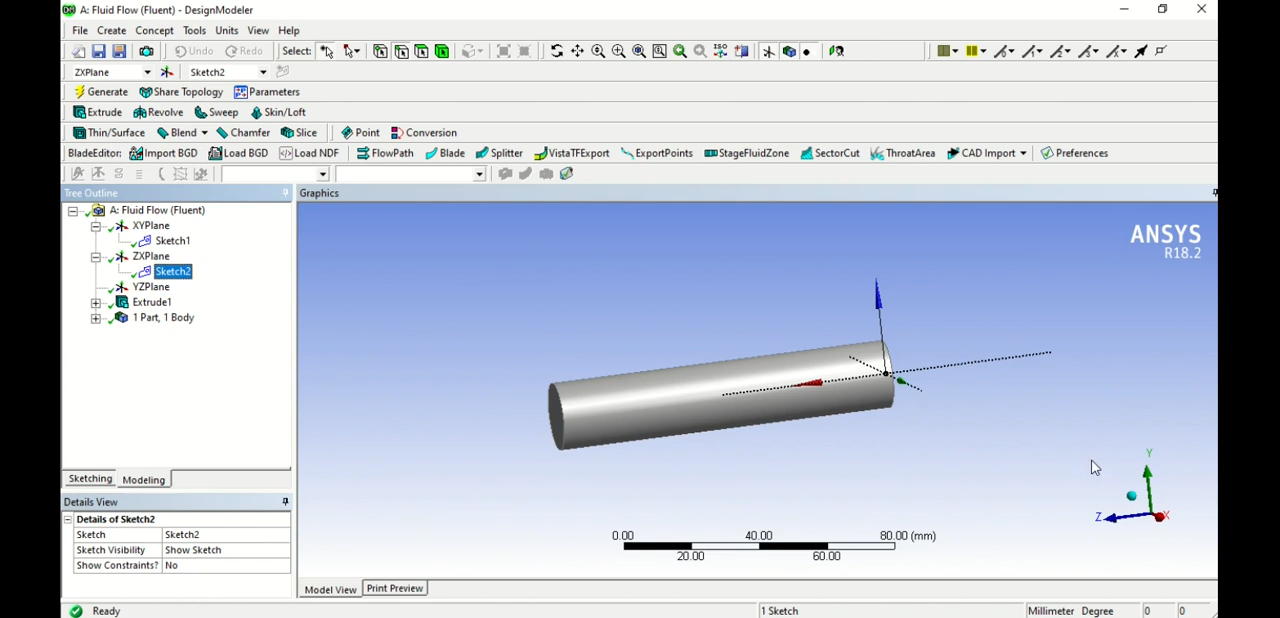 A: Fluid Flow (Fluent) - DesignModeler
File Create Concept Tools Units View Help
Undo Redo Select: ISO
ZXPlane Sketch2
Generate Share Topology Parameters
Extrude Revolve Sweep Skin/Loft
Thin/Surface Blend Chamfer Slice Point Conversion
BladeEditor: Import BGD Load BGD Load NDF FlowPath Blade Splitter VistaTFExport ExportPoints StageFluidZone SectorCut ThroatArea CAD Import Preferences
Tree Outline
Graphics
A: Fluid Flow (Fluent)
XYPlane
Sketch1
ZXPlane
Sketch2
YZPlane
Extrude1
1 Part, 1 Body
ANSYS
R18.2
Sketching Modeling
Details View
Details of Sketch2
Sketch Sketch2
Sketch Visibility Show Sketch
Show Constraints? No
Y
Z
X
0.00 40.00 80.00 (mm)
20.00 60.00
Model View Print Preview
Ready 1 Sketch Millimeter Degree 0 0